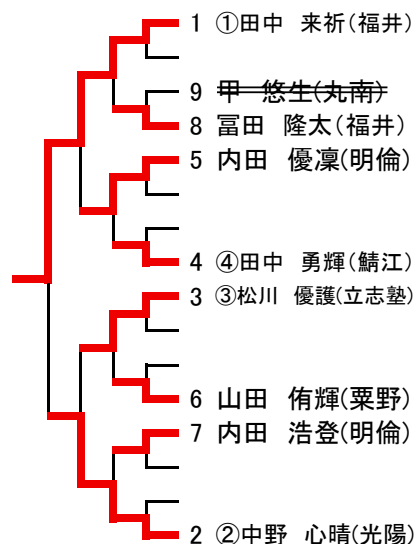 1 ①田中 来祈(福井)
9 甲 悠生(丸南)
8 冨田 隆太(福井)
5 内田 優凜(明倫)
4 ④田中 勇輝(鯖江)
3 ③松川 優護(立志塾)
6 山田 侑輝(粟野)
7 内田 浩登(明倫)
2 ②中野 心晴(光陽)